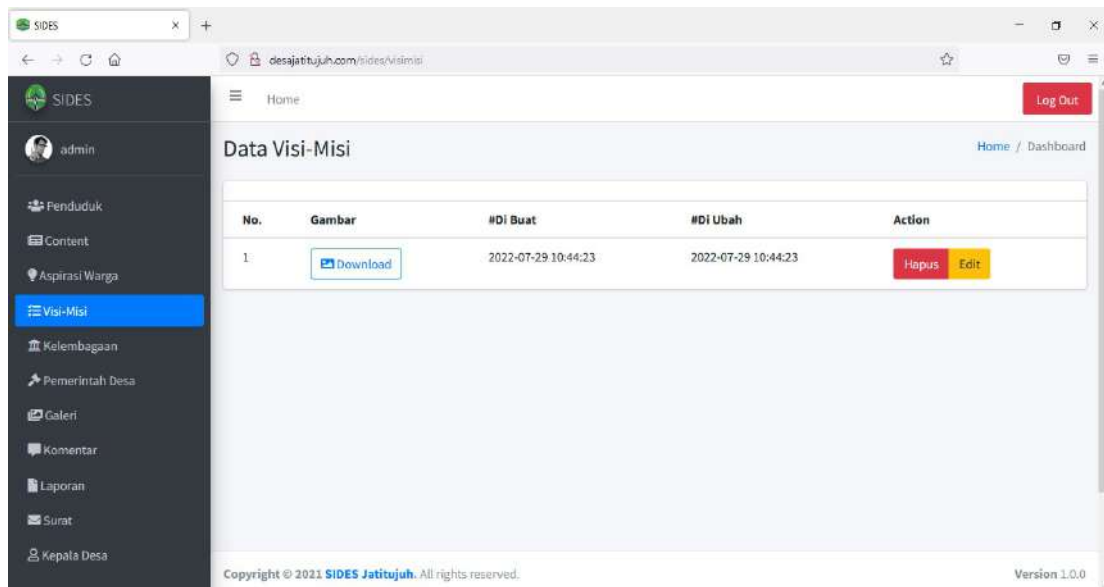 SIDES
desajatitujuh.com/sides/visimisi
SIDES
Home
Log Out
admin
Data Visi-Misi
Home / Dashboard
Penduduk
Content
Aspirasi Warga
Visi-Misi
Kelembagaan
Pemerintah Desa
Galeri
Komentar
Laporan
Surat
Kepala Desa
No. Gambar #Di Buat #Di Ubah Action
1 Download 2022-07-29 10:44:23 2022-07-29 10:44:23 Hapus Edit
Copyright © 2021 SIDES Jatitujuh. All rights reserved.
Version 1.0.0